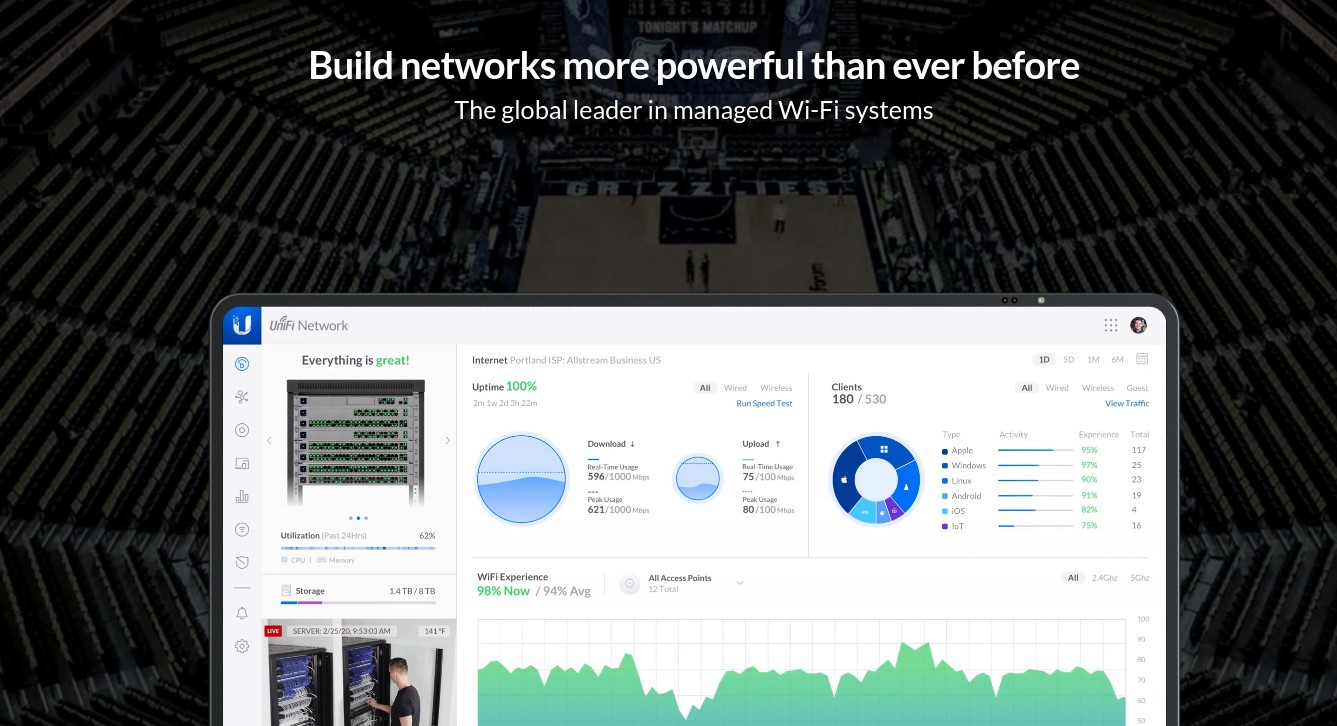 TONIGHT'S MATCHUP
Build networks more powerful than ever before
The global leader in managed Wi-Fi systems
GRIZZLIES
UniFi Network
Everything is great!
Utilization (Past 24Hrs) 62%
CPU | Memory
Storage 1.4 TB / 8 TB
LIVE SERVER: 2/25/20, 9:53:03 AM 141 °F
Internet Portland ISP: Allstream Business US
1D 5D 1M 6M
Uptime 100%
All Wired Wireless
2m 1w 2d 3h 22m
Run Speed Test
Download ↓
Real-Time Usage
596/1000 Mbps
Peak Usage
621/1000 Mbps
Upload ↑
Real-Time Usage
75/100 Mbps
Peak Usage
80/100 Mbps
Clients
180 / 530
All Wired Wireless Guest
View Traffic
iOS
Type Activity Experience Total
Apple 95% 117
Windows 97% 25
Linux 90% 23
Android 91% 19
iOS 82% 4
IoT 75% 16
WiFi Experience
98% Now / 94% Avg
All Access Points
12 Total
All 2.4Ghz 5Ghz
100
90
80
70
60
50